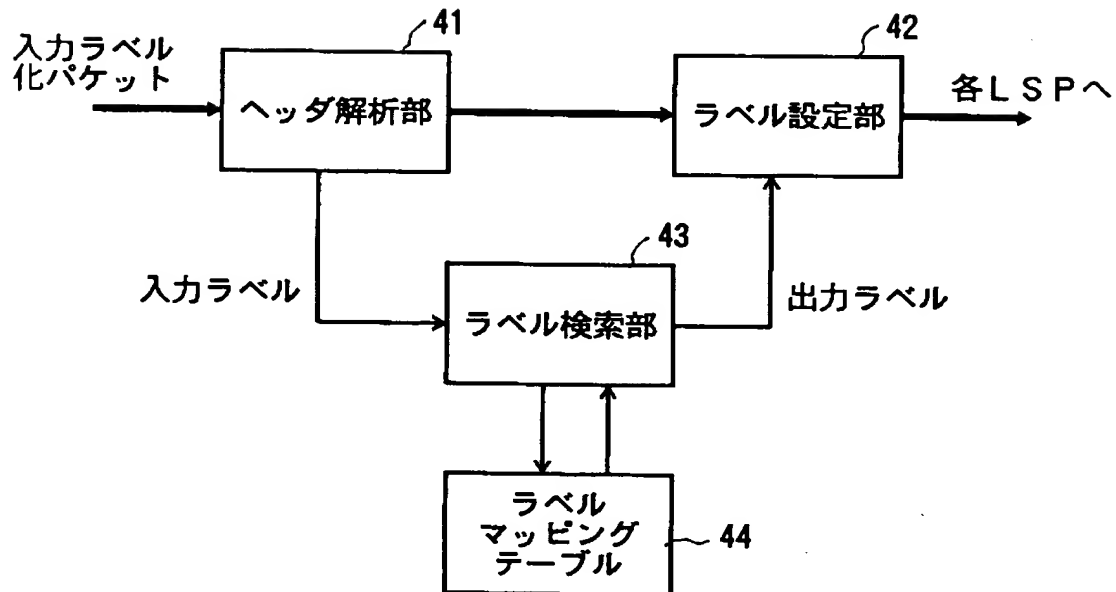 41
42
入力ラベル
化パケット
ヘッダ解析部
ラベル設定部
各LSPへ
43
入力ラベル
ラベル検索部
出力ラベル
ラベル
マッピング
テーブル
44